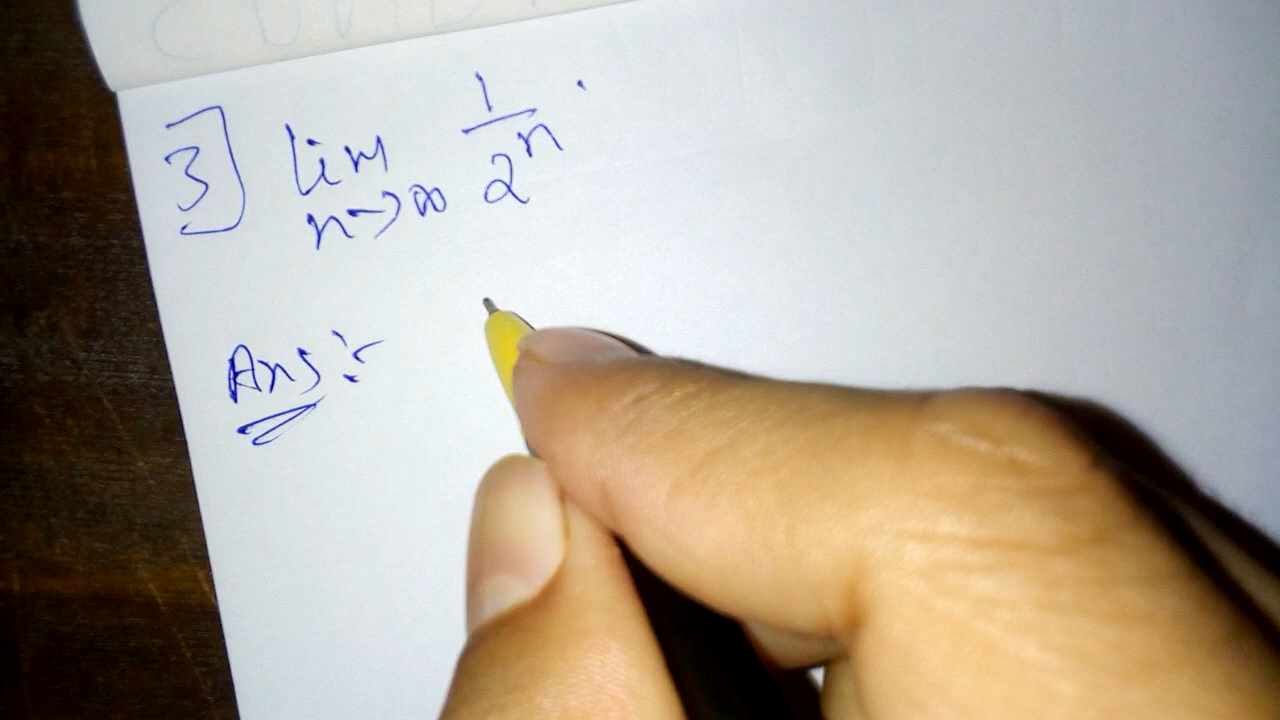 3] lim n→∞ 1/2^n .
Ans :-